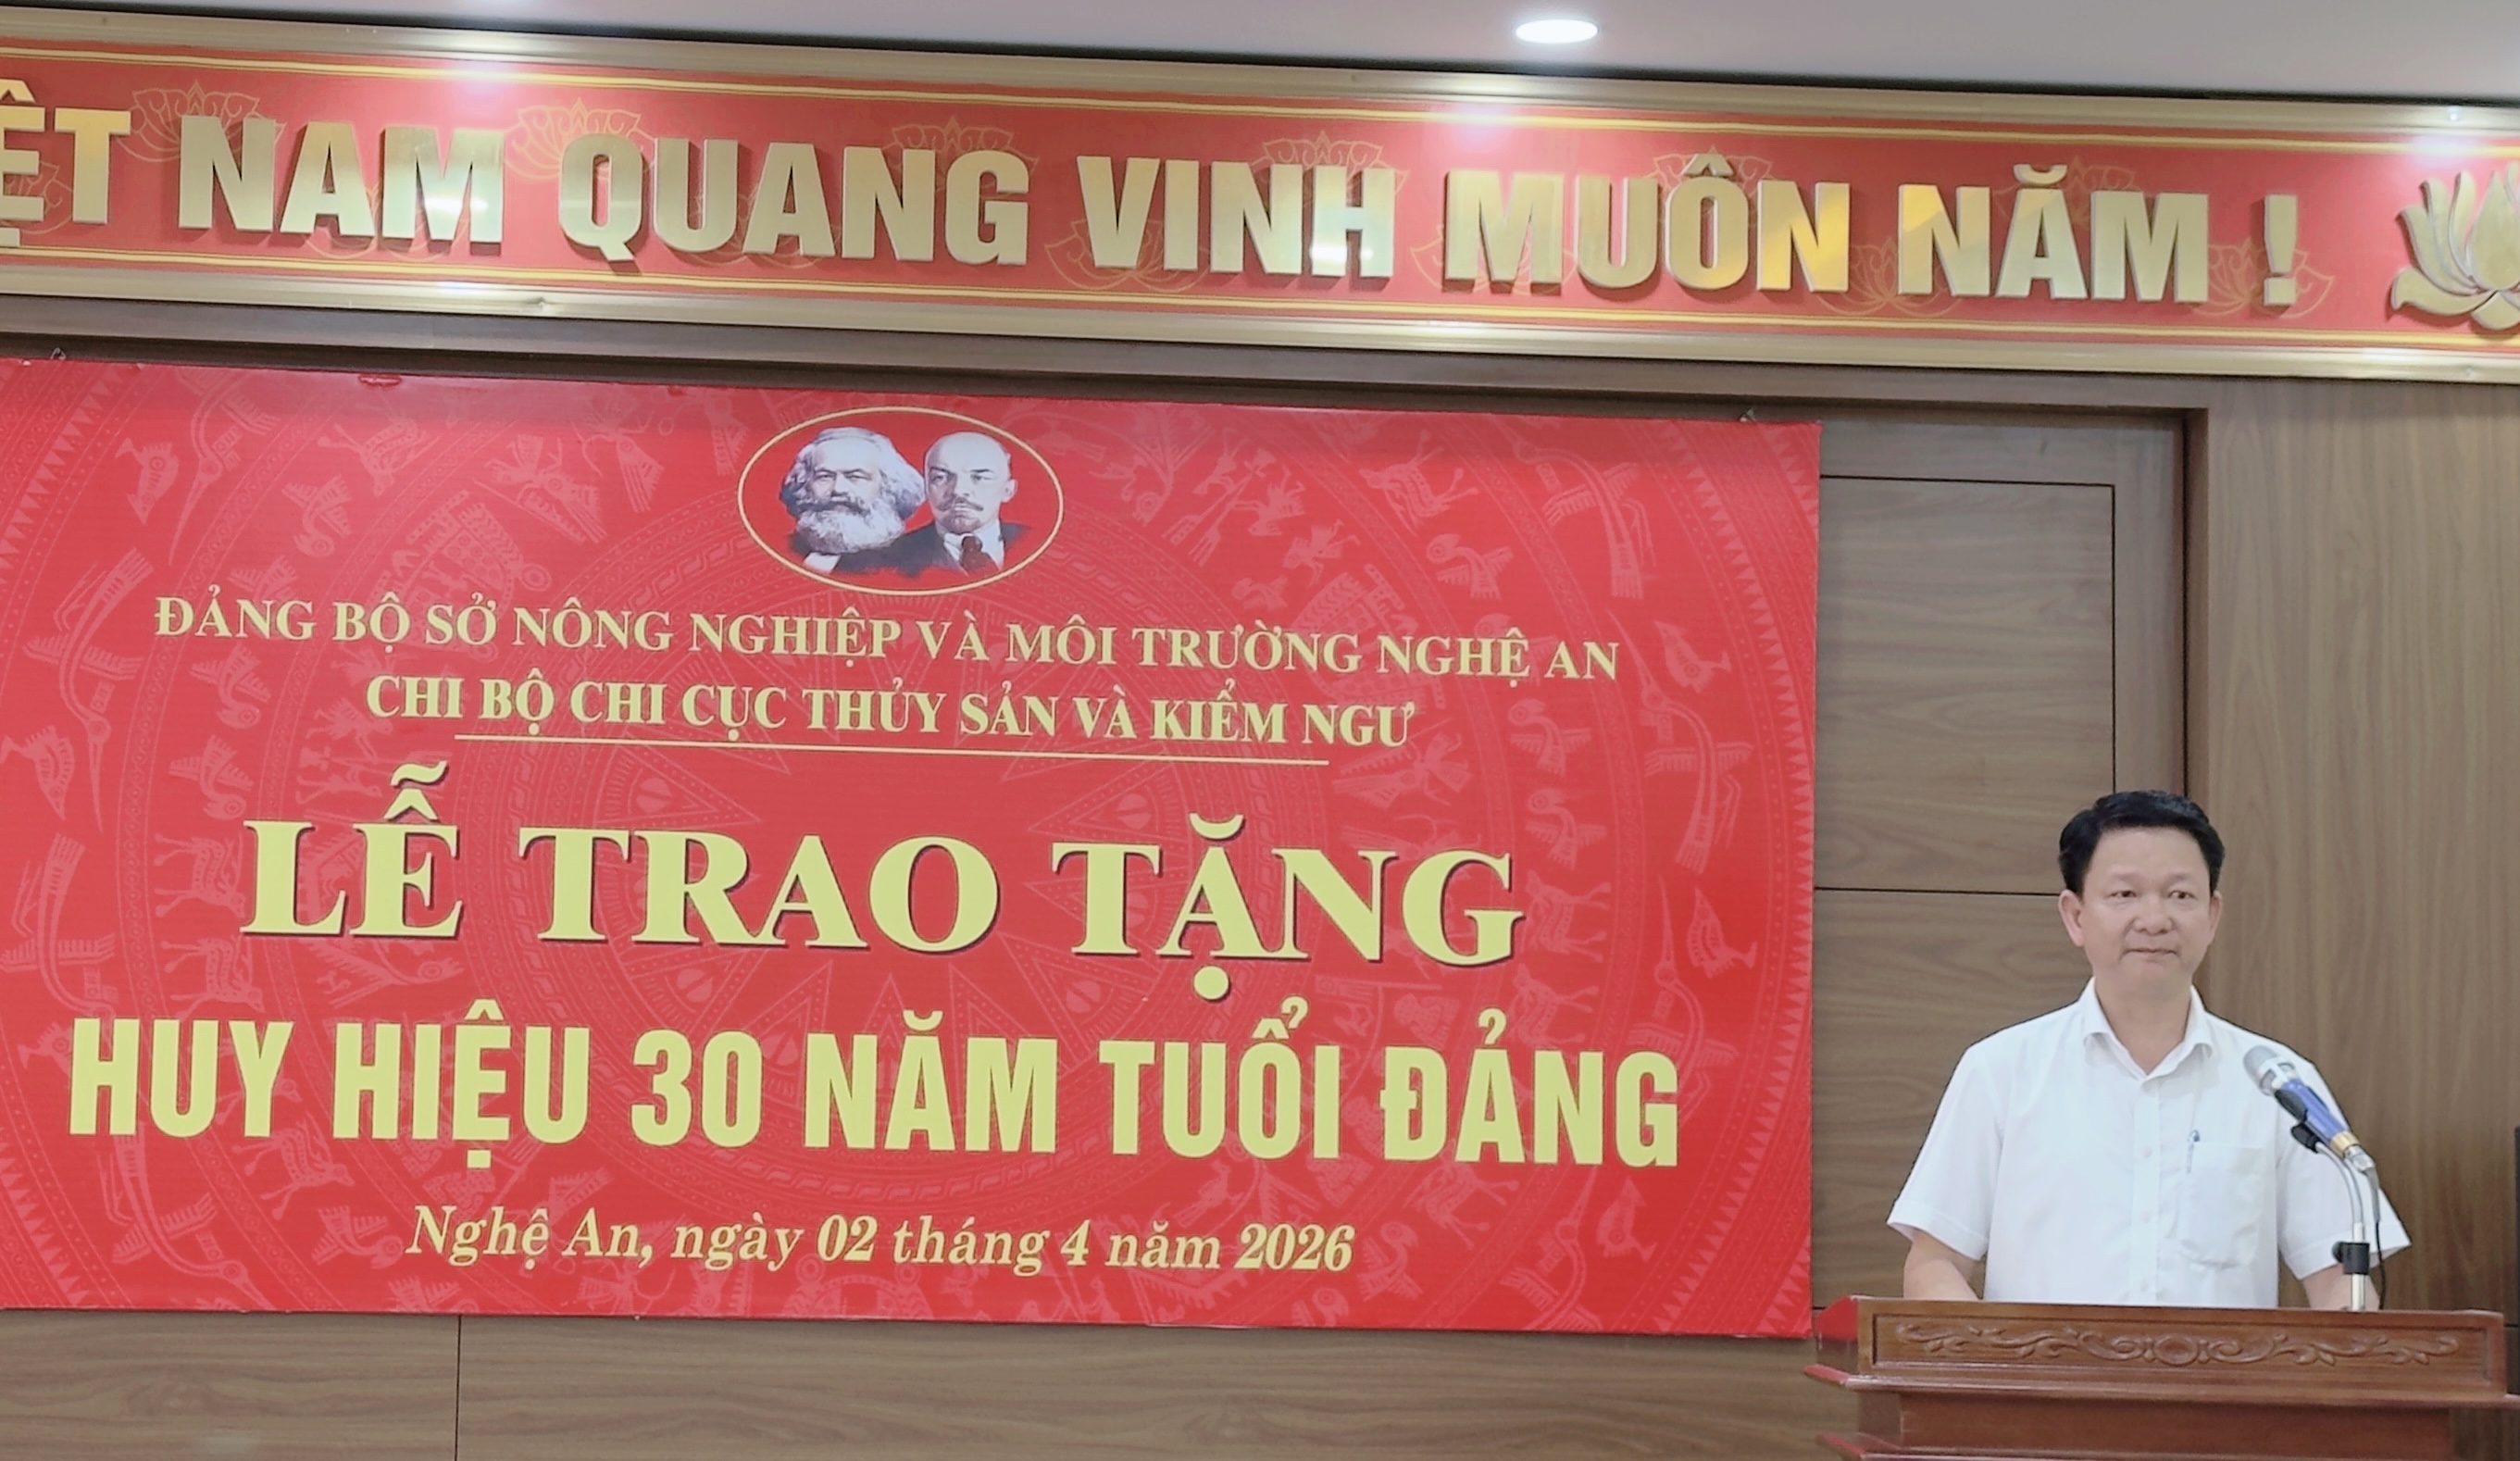 NAM QUANG VINH MUÔN NĂM !
ĐẢNG BỘ SỞ NÔNG NGHIỆP VÀ MÔI TRƯỜNG NGHỆ AN
CHI BỘ CHI CỤC THỦY SẢN VÀ KIỂM NGƯ
LỄ TRAO TẶNG
HUY HIỆU 30 NĂM TUỔI ĐẢNG
Nghệ An, ngày 02 tháng 4 năm 2026